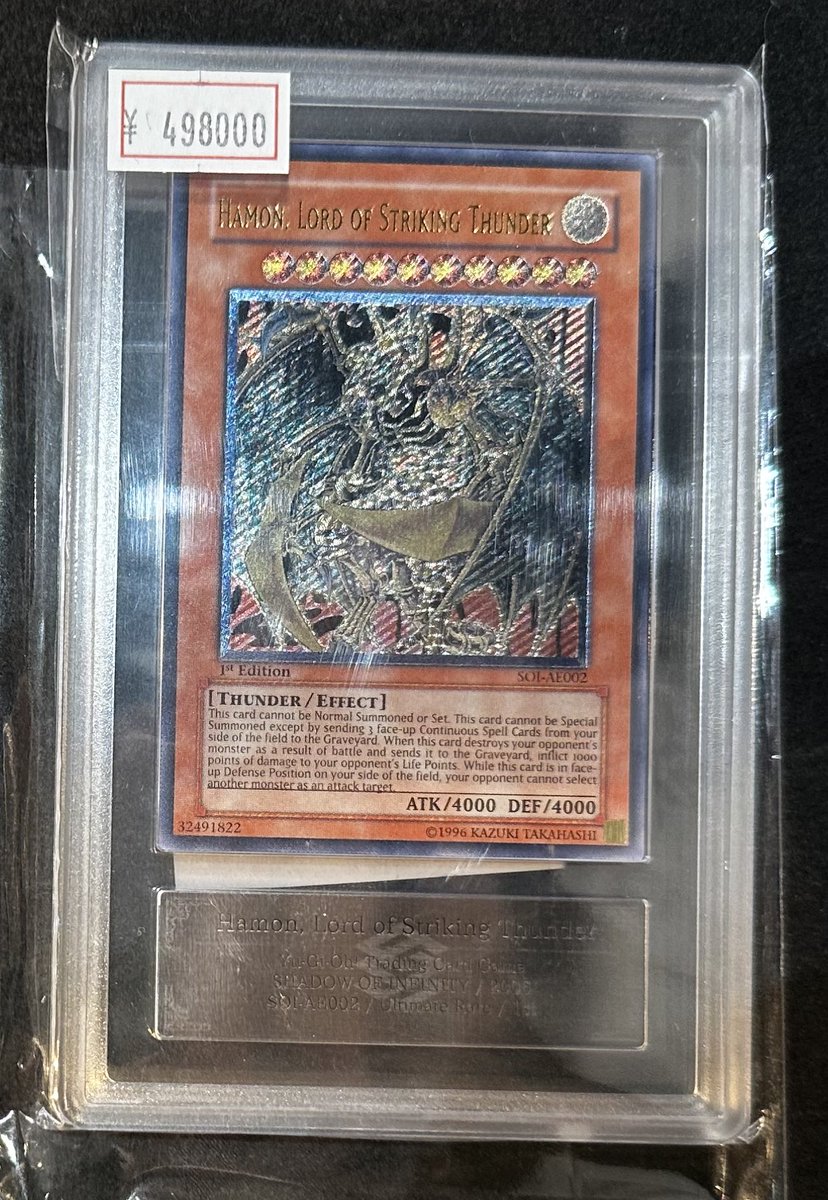 ¥ 498000
HAMON, LORD OF STRIKING THUNDER
1st Edition
SOI-AE002
[THUNDER/EFFECT]
This card cannot be Normal Summoned or Set. This card cannot be Special
Summoned except by sending 3 face-up Continuous Spell Cards from your
side of the field to the Graveyard. When this card destroys your opponent's
monster as a result of battle and sends it to the Graveyard, inflict 1000
points of damage to your opponent's Life Points. While this card is in face-
up Defense Position on your side of the field, your opponent cannot select
another monster as an attack target.
ATK/4000 DEF/4000
32491822
©1996 KAZUKI TAKAHASHI
Hamon, Lord of Striking Thunder
Yu-Gi-Oh! Trading Card Game
SHADOW OF INFINITY /
SOI-AE002 / Ultimate Rare /